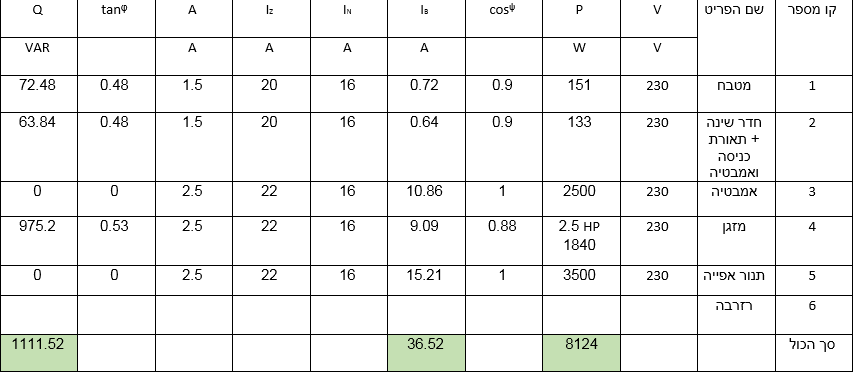 קו מספר שם הפריט V P cosᵠ I_B I_N I_Z A tanᵠ Q
V W A A A A VAR
1 מטבח 230 151 0.9 0.72 16 20 1.5 0.48 72.48
2 חדר שינה 230 133 0.9 0.64 16 20 1.5 0.48 63.84
+ תאורת
כניסה
ואמבטיה
3 אמבטיה 230 2500 1 10.86 16 22 2.5 0 0
4 מזגן 230 2.5 HP 0.88 9.09 16 22 2.5 0.53 975.2
1840
5 תנור אפייה 230 3500 1 15.21 16 22 2.5 0 0
6 רזרבה
סך הכול 8124 36.52 1111.52